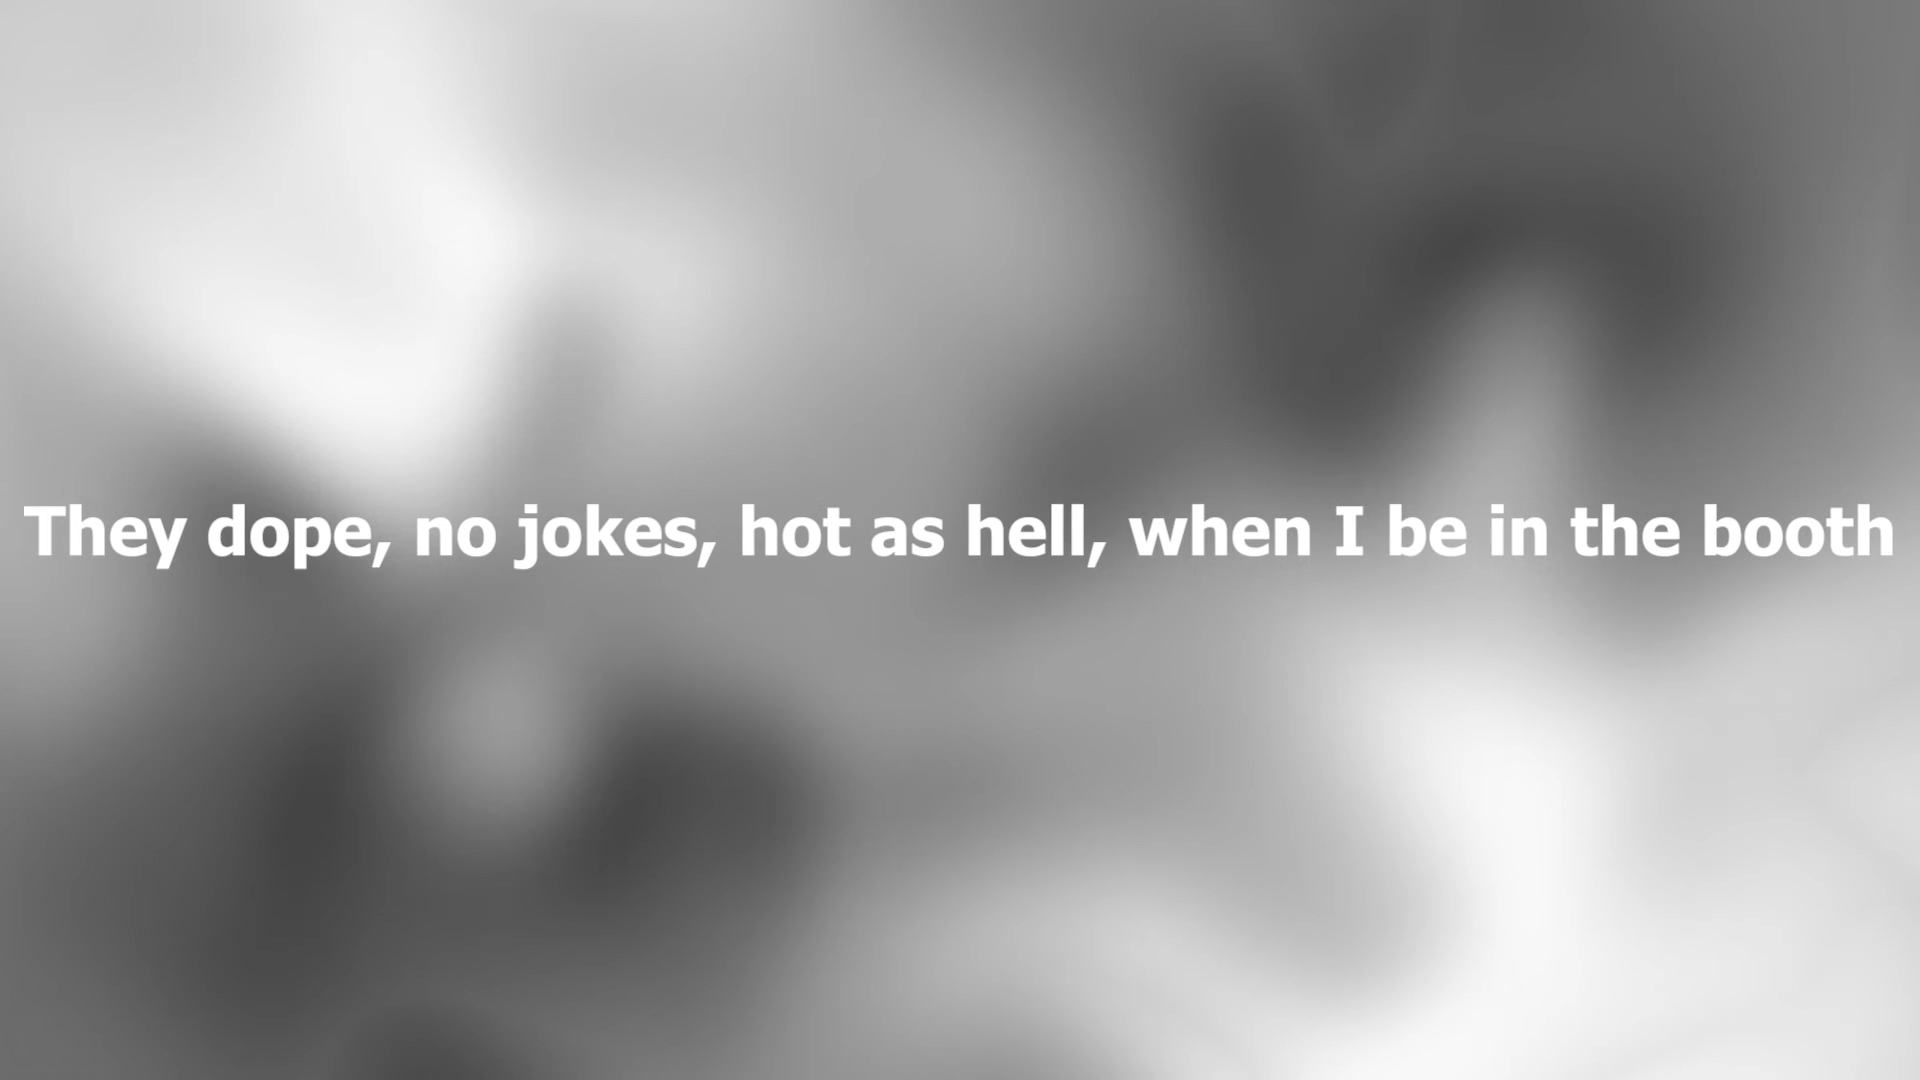 They dope, no jokes, hot as hell, when I be in the booth